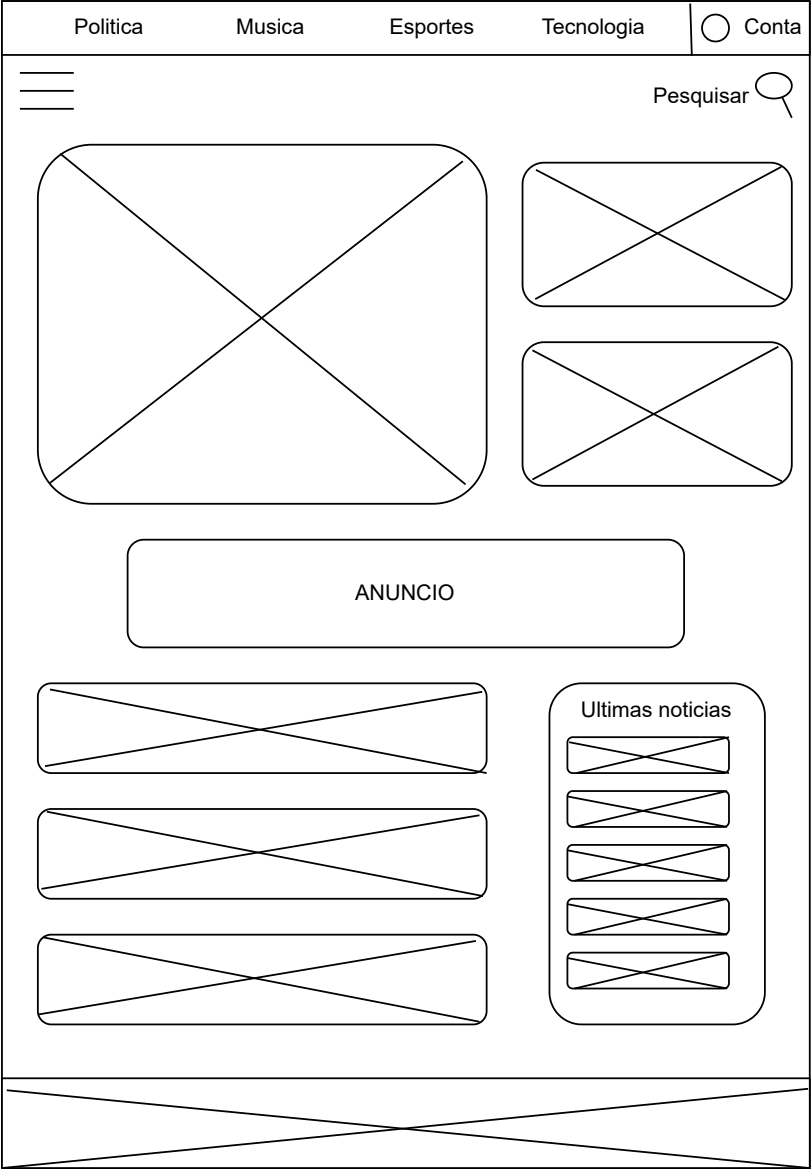 Politica Musica Esportes Tecnologia Conta
Pesquisar
ANUNCIO
Ultimas noticias